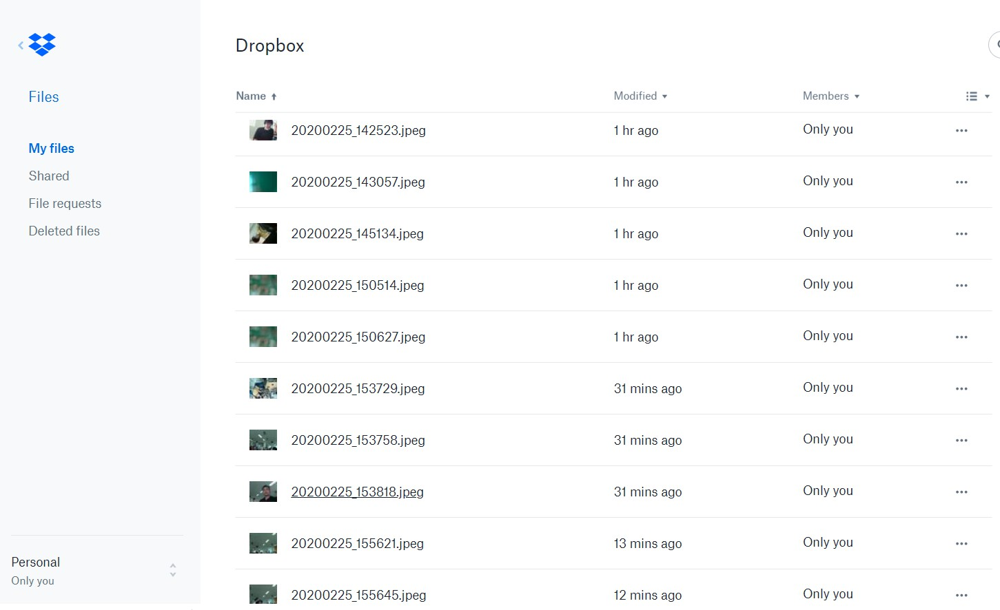 Dropbox
Files
My files
Shared
File requests
Deleted files
Personal
Only you
Name Modified Members
20200225_142523.jpeg 1 hr ago Only you
20200225_143057.jpeg 1 hr ago Only you
20200225_145134.jpeg 1 hr ago Only you
20200225_150514.jpeg 1 hr ago Only you
20200225_150627.jpeg 1 hr ago Only you
20200225_153729.jpeg 31 mins ago Only you
20200225_153758.jpeg 31 mins ago Only you
20200225_153818.jpeg 31 mins ago Only you
20200225_155621.jpeg 13 mins ago Only you
20200225_155645.jpeg 12 mins ago Only you